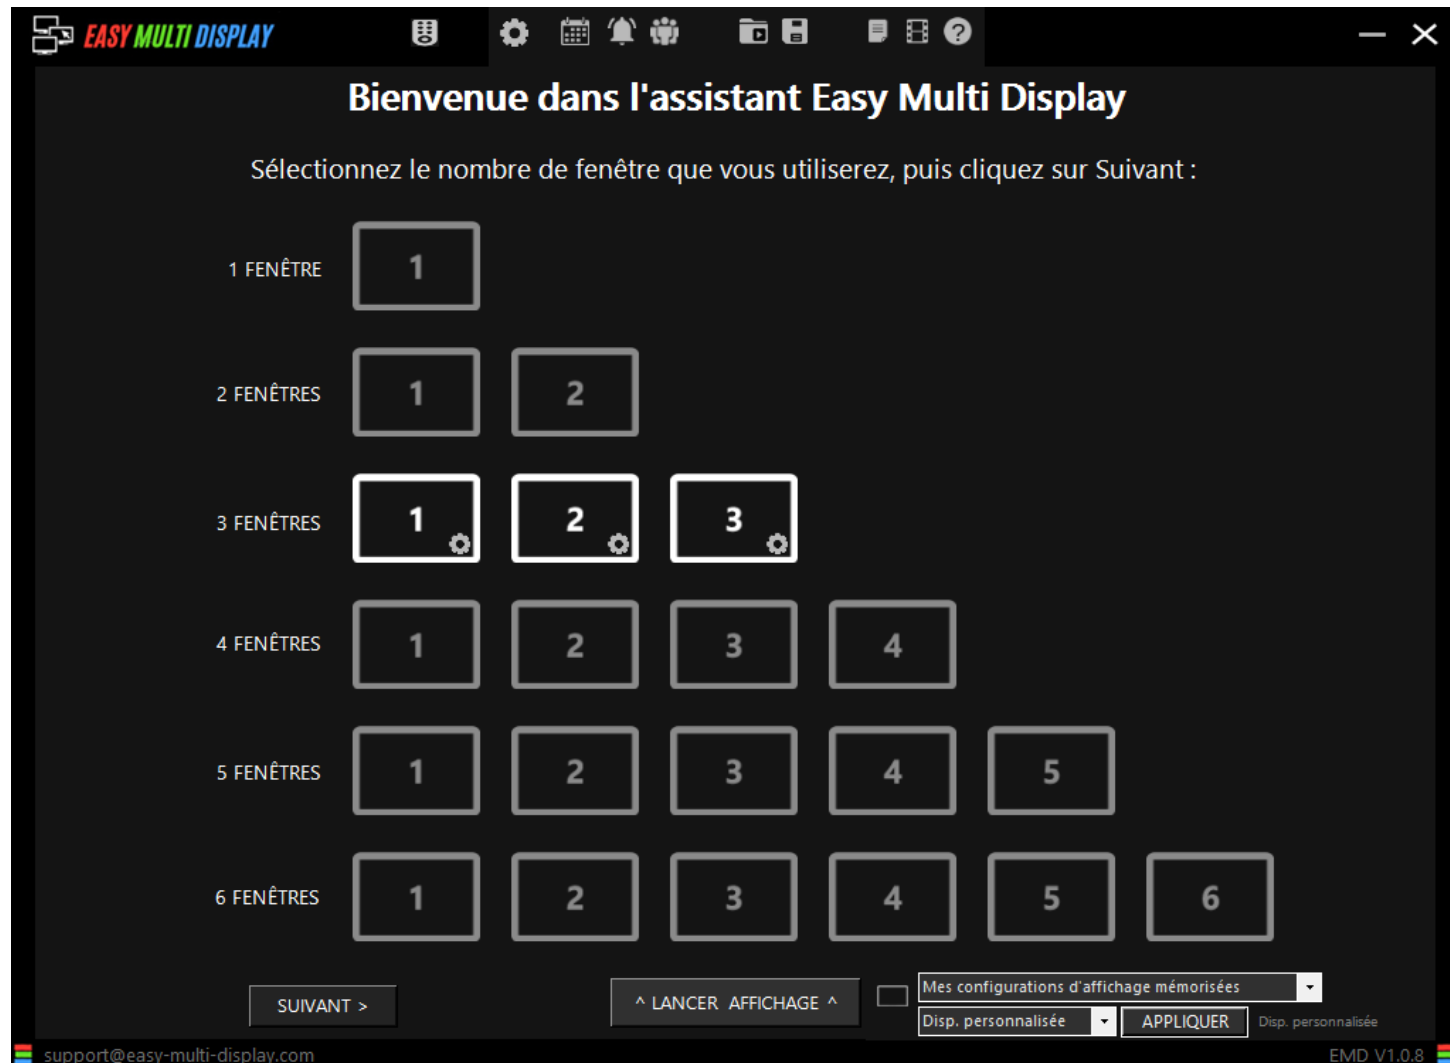 EASY MULTI DISPLAY
Bienvenue dans l'assistant Easy Multi Display
Sélectionnez le nombre de fenêtre que vous utiliserez, puis cliquez sur Suivant :
1 FENÊTRE 1
2 FENÊTRES 1 2
3 FENÊTRES 1 2 3
4 FENÊTRES 1 2 3 4
5 FENÊTRES 1 2 3 4 5
6 FENÊTRES 1 2 3 4 5 6
Mes configurations d'affichage mémorisées
SUIVANT > ^ LANCER AFFICHAGE ^
Disp. personnalisée APPLIQUER Disp. personnalisée
support@easy-multi-display.com EMD V1.0.8